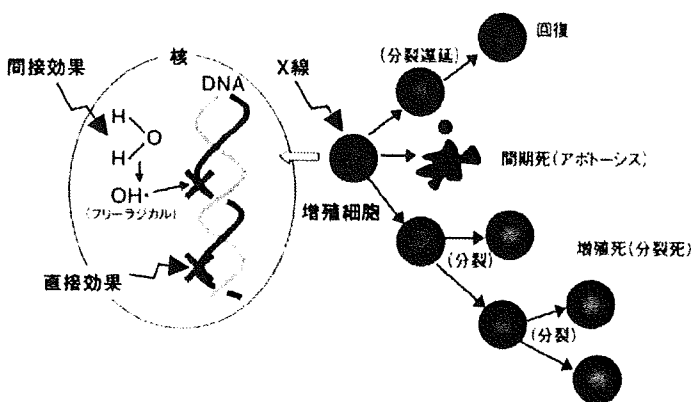 間接効果
核
DNA
H
O
H
OH・
(フリーラジカル)
直接効果
X線
増殖細胞
(分裂遅延)
回復
間期死(アポトーシス)
(分裂)
増殖死(分裂死)
(分裂)